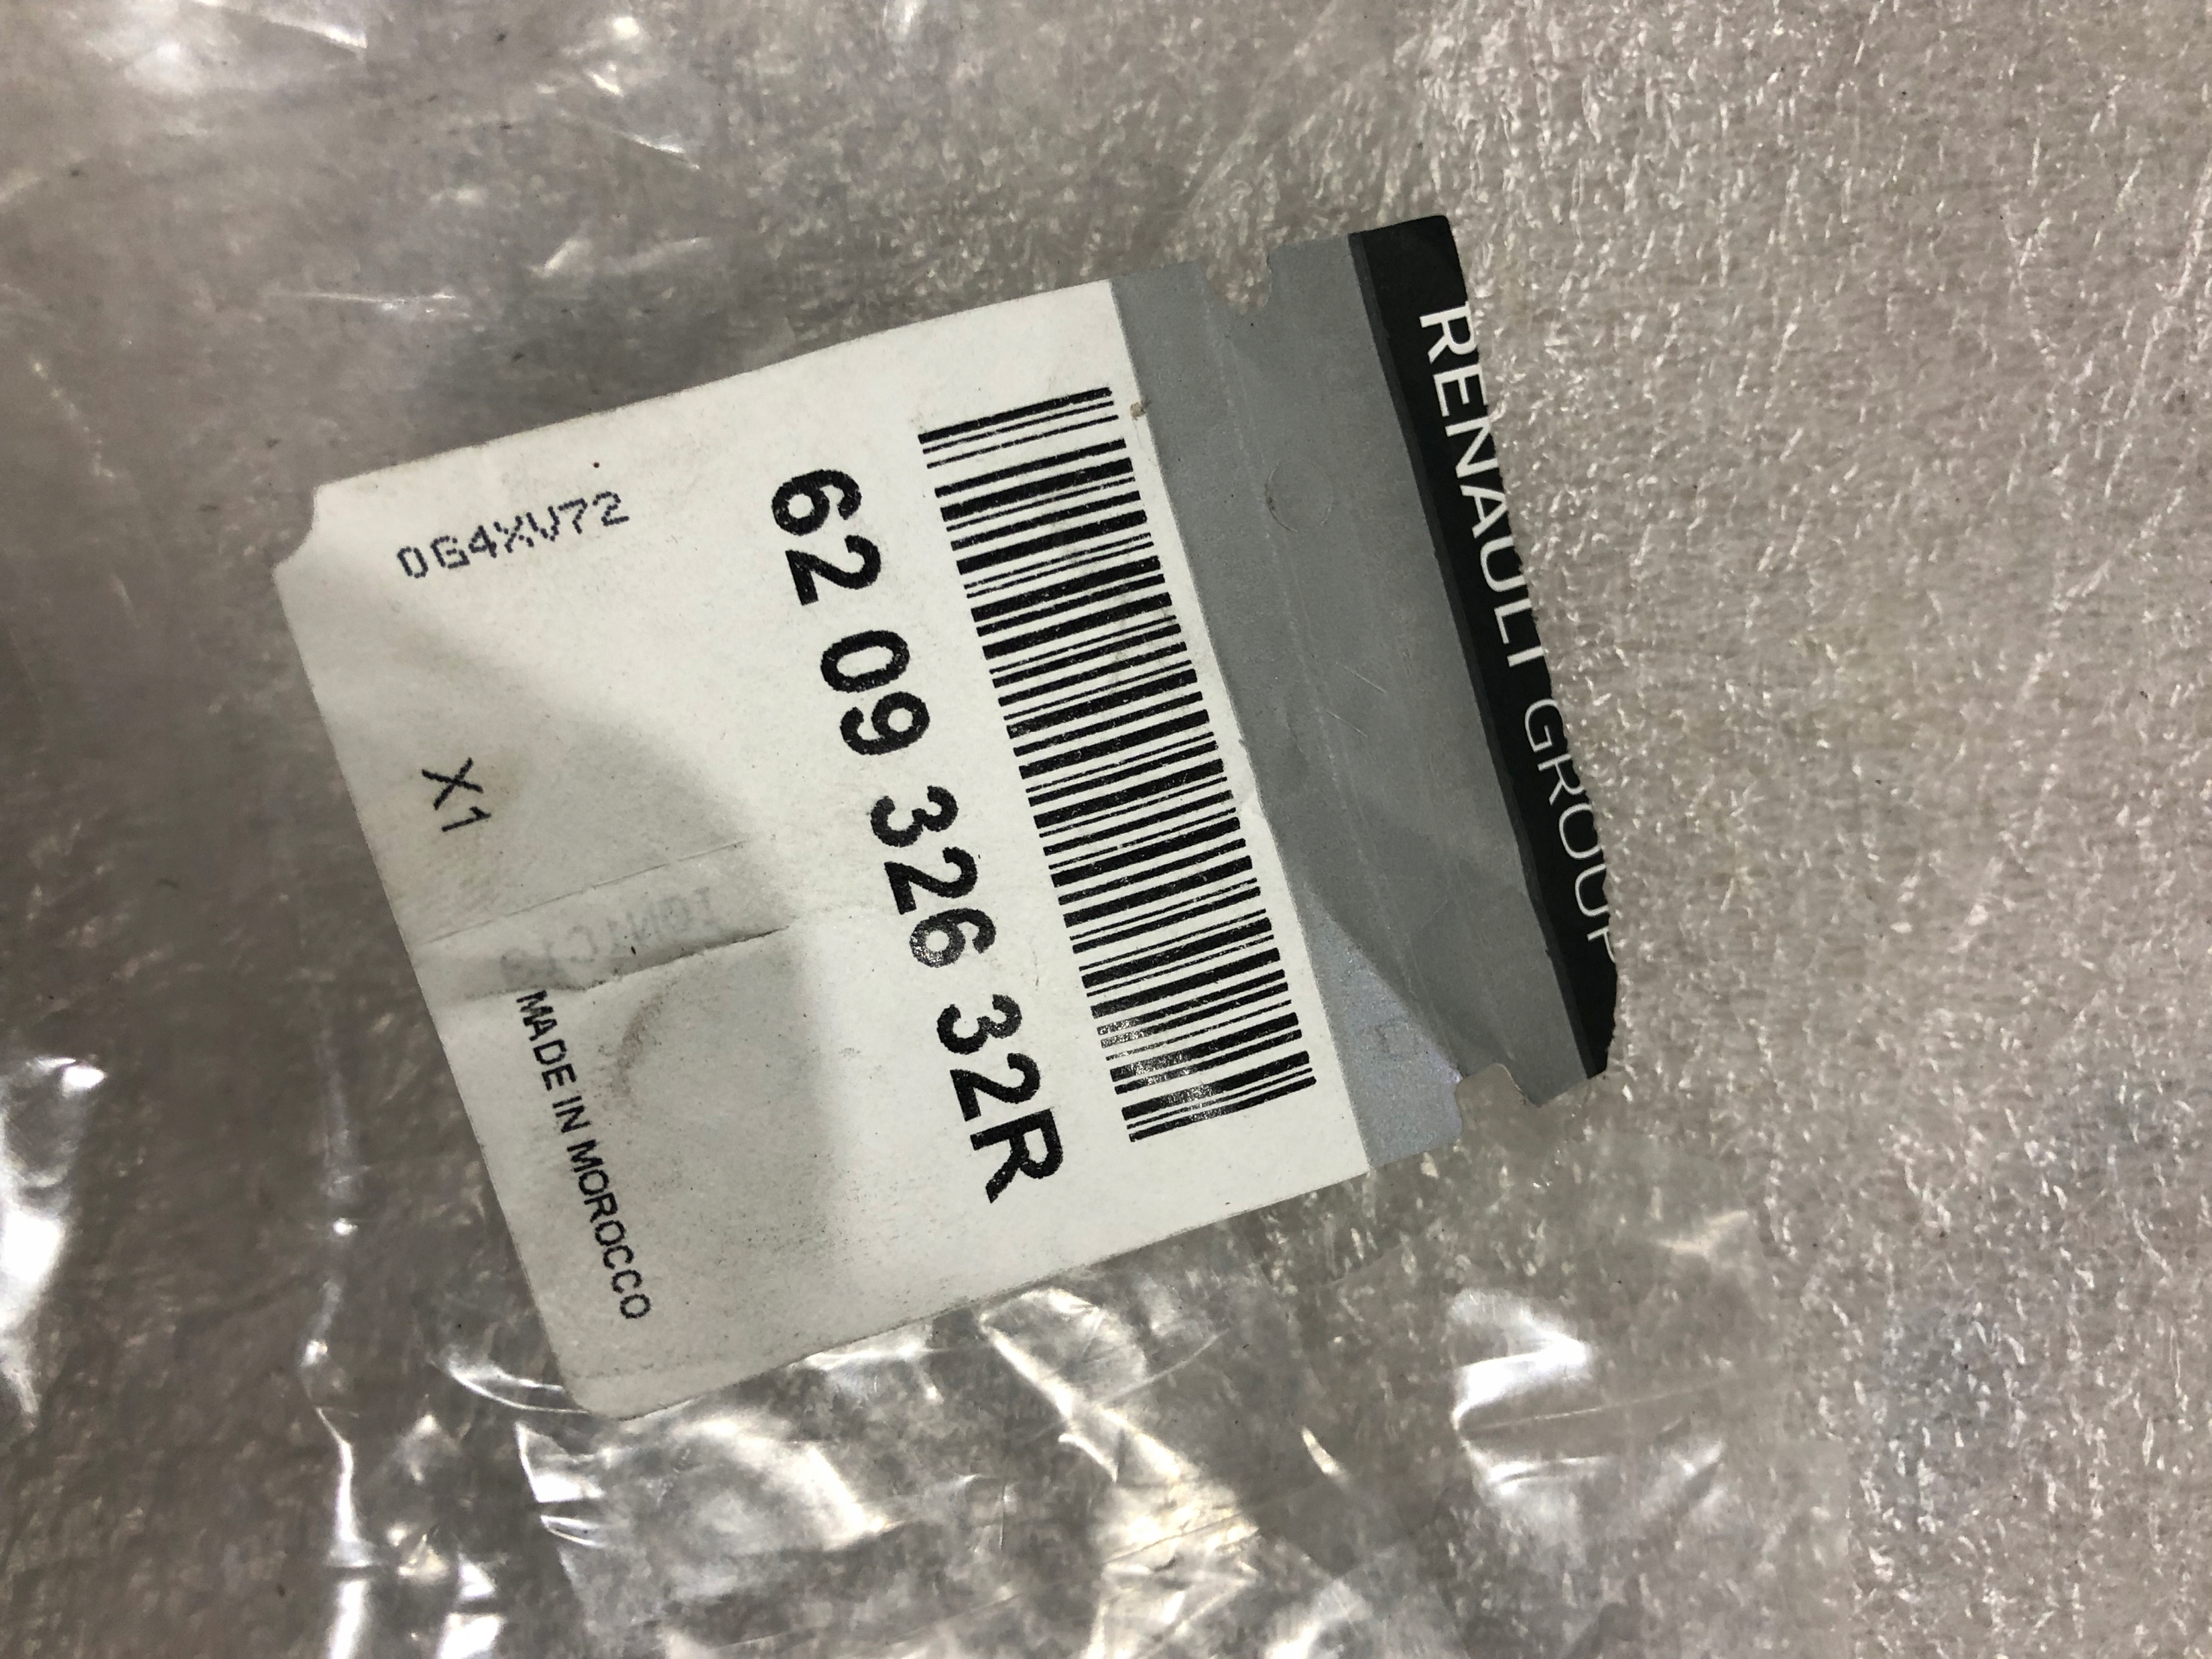 RENAULT GROUP
62 09 326 32R
0G4XV72
X1
MADE IN MOROCCO